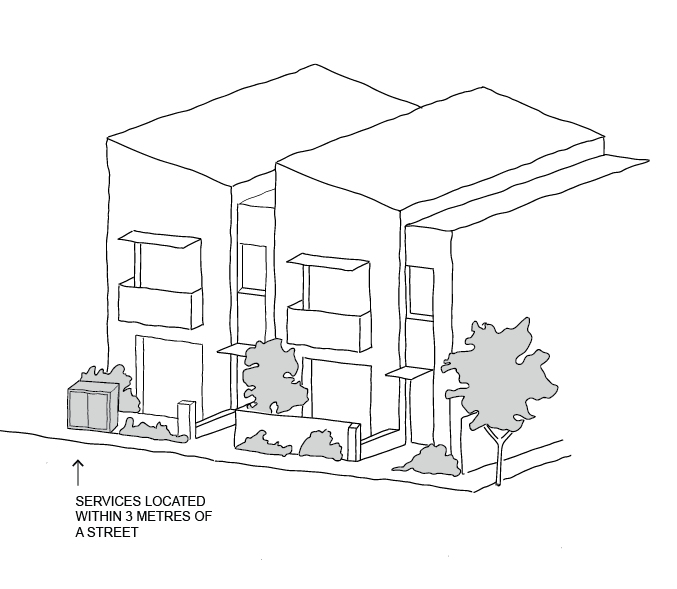 SERVICES LOCATED
WITHIN 3 METRES OF
A STREET